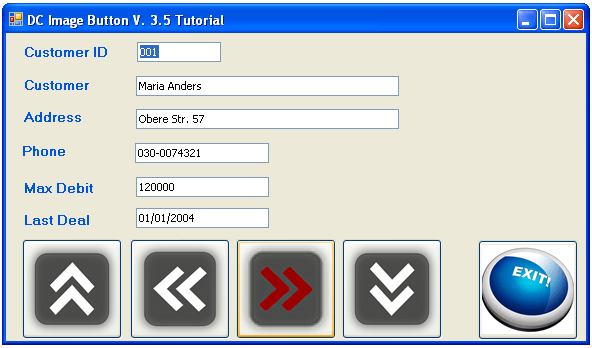 DC Image Button V. 3.5 Tutorial
Customer ID 001
Customer Maria Anders
Address Obere Str. 57
Phone 030-0074321
Max Debit 120000
Last Deal 01/01/2004
EXIT!